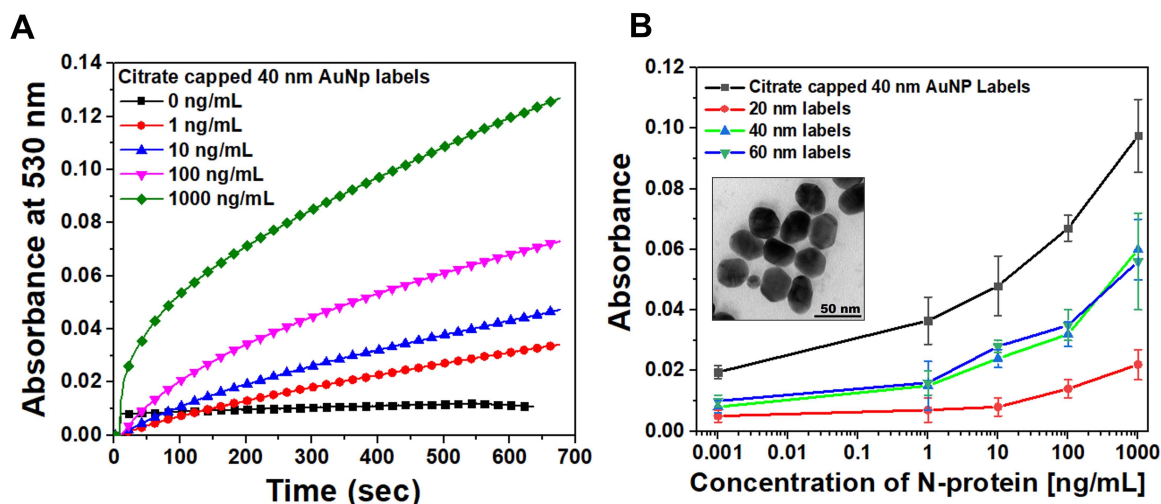 A
Absorbance at 530 nm
0.14
0.12
0.10
0.08
0.06
0.04
0.02
0.00
Citrate capped 40 nm AuNp labels
0 ng/mL
1 ng/mL
10 ng/mL
100 ng/mL
1000 ng/mL
0 100 200 300 400 500 600 700
Time (sec)
B
Absorbance
0.12
0.10
0.08
0.06
0.04
0.02
0.00
Citrate capped 40 nm AuNP Labels
20 nm labels
40 nm labels
60 nm labels
50 nm
0.001 0.01 0.1 1 10 100 1000
Concentration of N-protein [ng/mL]